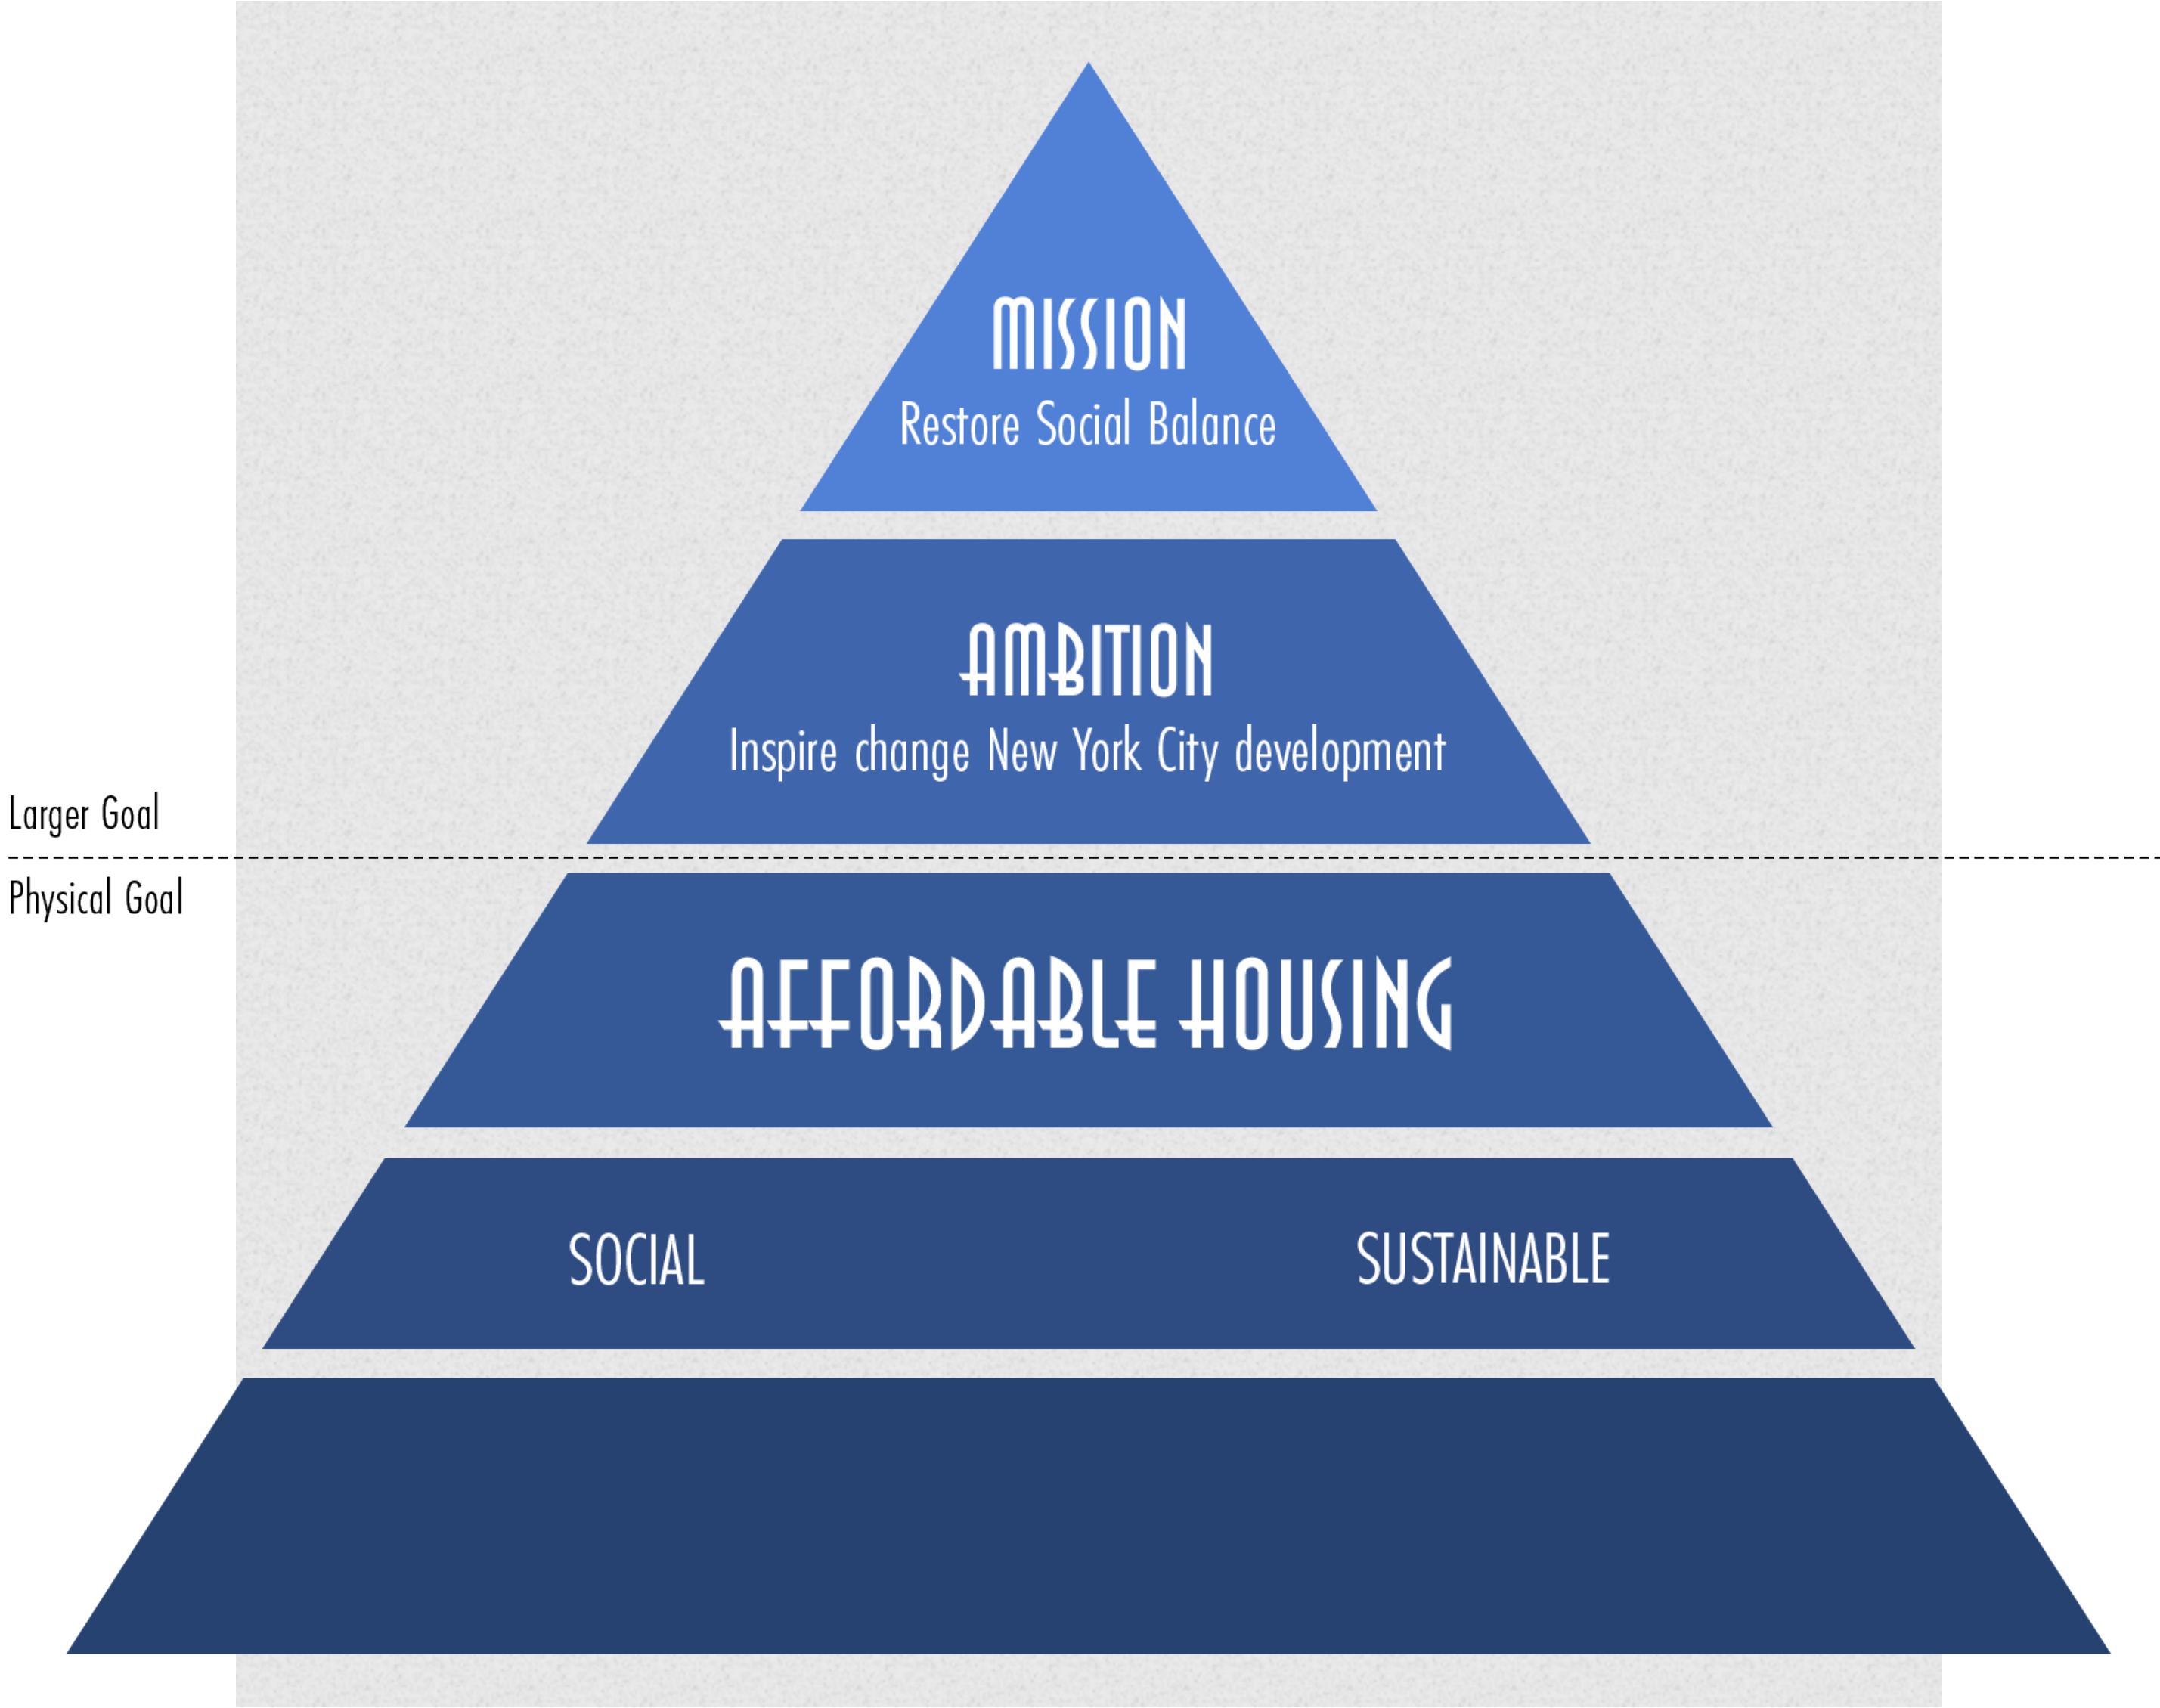 MISSION
Restore Social Balance
AMBITION
Inspire change New York City development
Larger Goal
Physical Goal
AFFORDABLE HOUSING
SOCIAL SUSTAINABLE